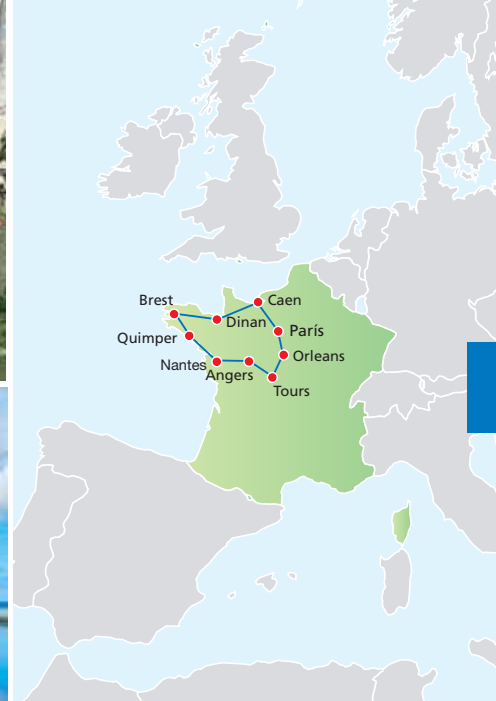 Brest
Caen
Dinan
Quimper
París
Orleans
Nantes
Angers
Tours